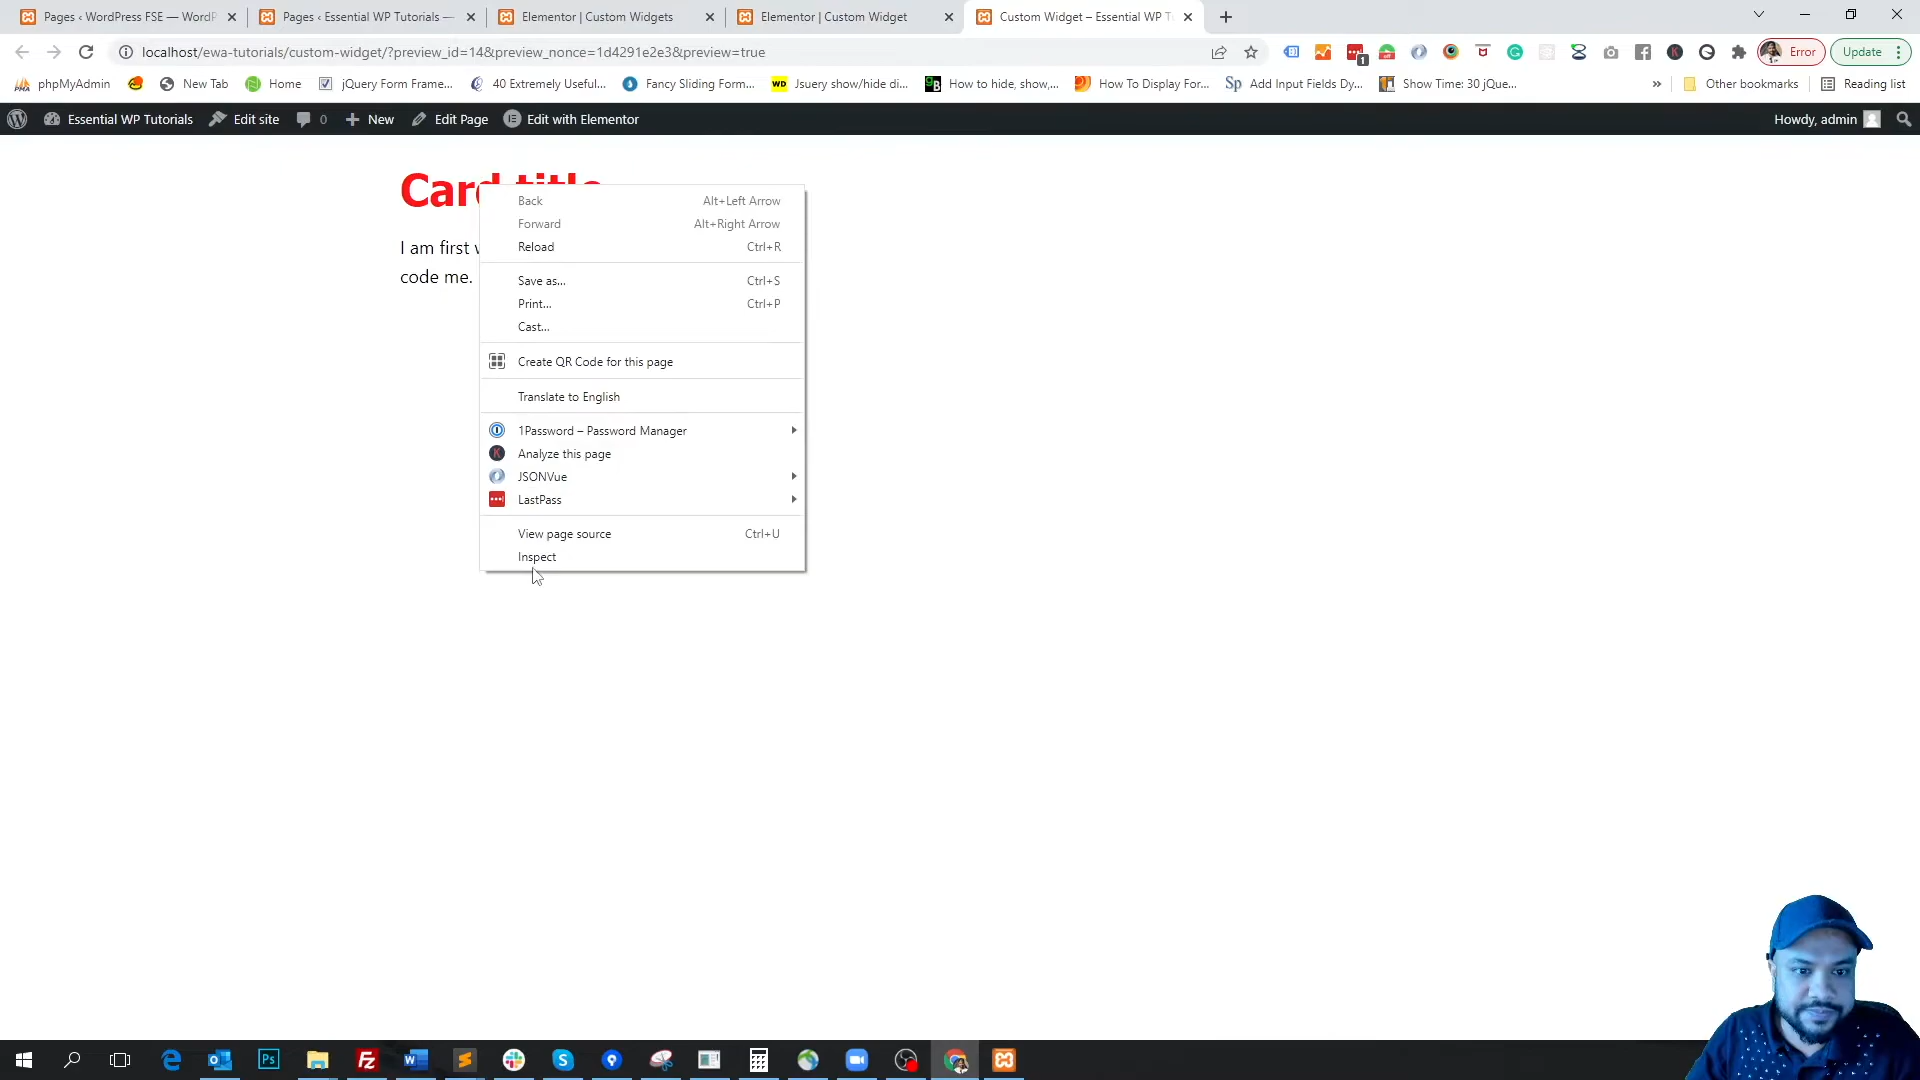 Pages ‹ WordPress FSE — WordP
Pages ‹ Essential WP Tutorials —
Elementor | Custom Widgets
Elementor | Custom Widget
Custom Widget – Essential WP T
localhost/ewa-tutorials/custom-widget/?preview_id=14&preview_nonce=1d4291e2e3&preview=true
1
Error
Update
phpMyAdmin
New Tab
Home
jQuery Form Frame...
40 Extremely Useful...
Fancy Sliding Form...
WD
Jsuery show/hide di...
How to hide, show,...
How To Display For...
Sp
Add Input Fields Dy...
Show Time: 30 jQue...
»
Other bookmarks
Reading list
Essential WP Tutorials
Edit site
0
New
Edit Page
Edit with Elementor
Howdy, admin
Card title
I am first
code me.
Back Alt+Left Arrow
Forward Alt+Right Arrow
Reload Ctrl+R
Save as... Ctrl+S
Print... Ctrl+P
Cast...
Create QR Code for this page
Translate to English
1Password – Password Manager
Analyze this page
JSONVue
LastPass
View page source Ctrl+U
Inspect
Ps
Fz